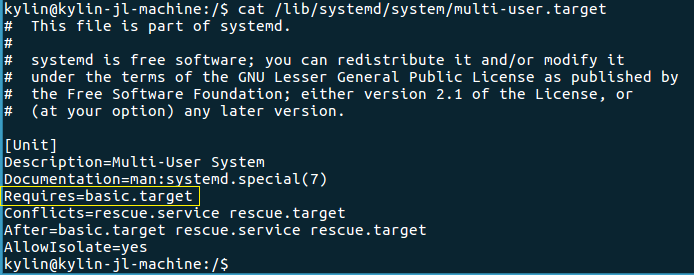 kylin@kylin-jl-machine:/$ cat /lib/systemd/system/multi-user.target
#  This file is part of systemd.
#
#  systemd is free software; you can redistribute it and/or modify it
#  under the terms of the GNU Lesser General Public License as published by
#  the Free Software Foundation; either version 2.1 of the License, or
#  (at your option) any later version.
[Unit]
Description=Multi-User System
Documentation=man:systemd.special(7)
Requires=basic.target
Conflicts=rescue.service rescue.target
After=basic.target rescue.service rescue.target
AllowIsolate=yes
kylin@kylin-jl-machine:/$